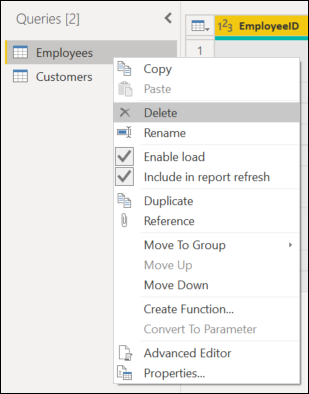 Queries [2]
Employees
Customers
1²3 EmployeeID
1
Copy
Paste
Delete
Rename
Enable load
Include in report refresh
Duplicate
Reference
Move To Group
Move Up
Move Down
Create Function...
Convert To Parameter
Advanced Editor
Properties...